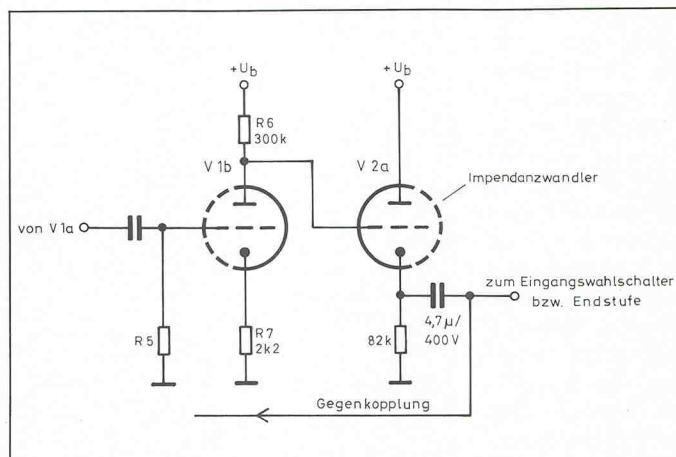 +Ub
+Ub
R6
300k
V 1b
V 2a
Impendanzwandler
von V1a
zum Eingangswahlschalter
bzw. Endstufe
4,7µ/
400V
R5
R7
2k2
82k
Gegenkopplung